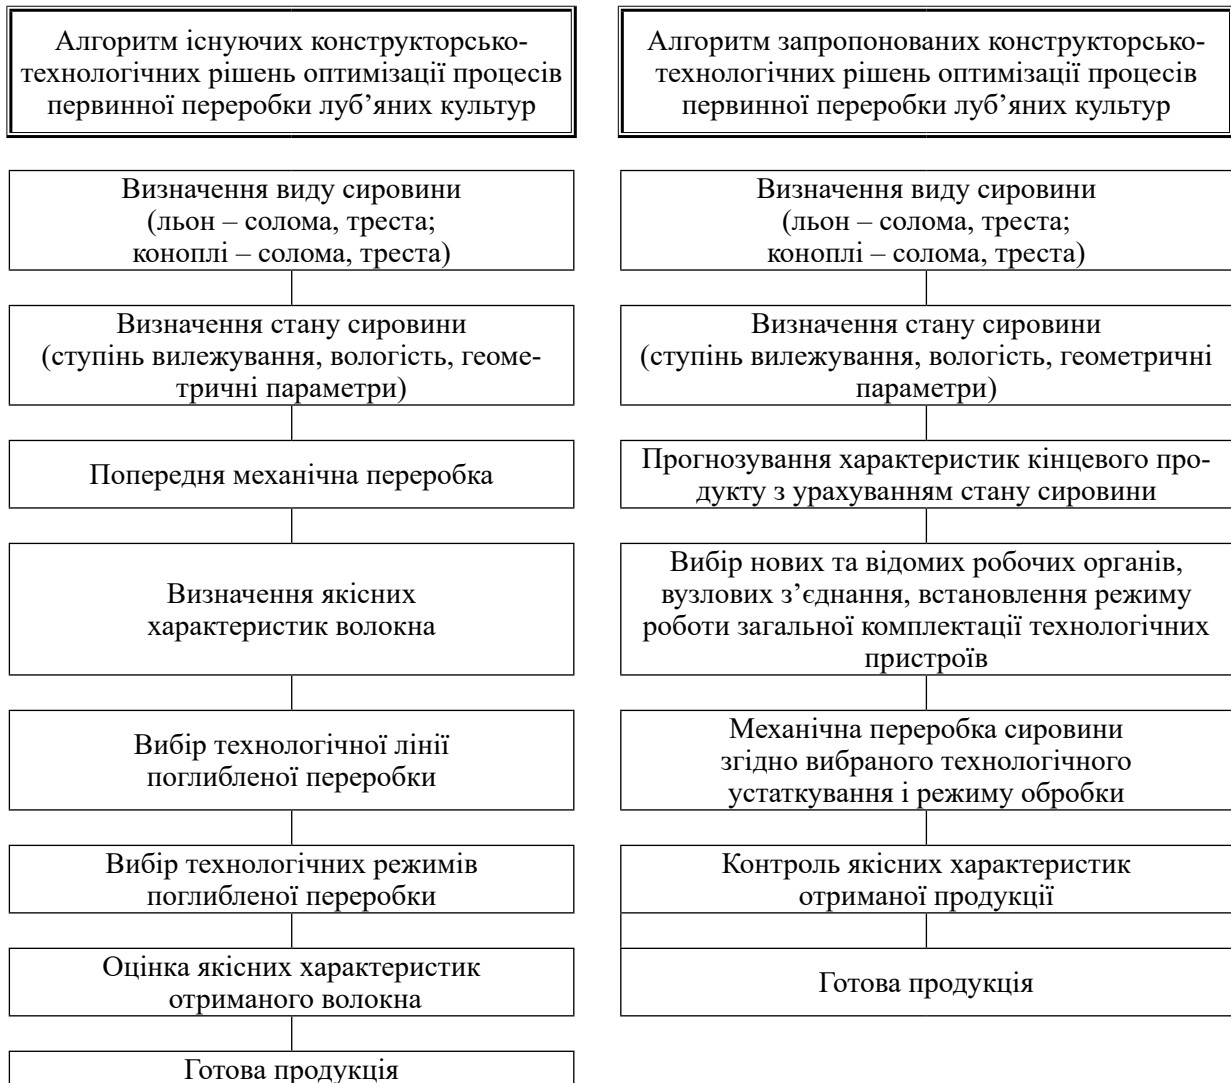 Алгоритм існуючих конструкторсько-
технологічних рішень оптимізації процесів
первинної переробки луб’яних культур
Визначення виду сировини
(льон – солома, треста;
коноплі – солома, треста)
Визначення стану сировини
(ступінь вилежування, вологість, геоме-
тричні параметри)
Попередня механічна переробка
Визначення якісних
характеристик волокна
Вибір технологічної лінії
поглибленої переробки
Вибір технологічних режимів
поглибленої переробки
Оцінка якісних характеристик
отриманого волокна
Готова продукція
Алгоритм запропонованих конструкторсько-
технологічних рішень оптимізації процесів
первинної переробки луб’яних культур
Визначення виду сировини
(льон – солома, треста;
коноплі – солома, треста)
Визначення стану сировини
(ступінь вилежування, вологість, геометричні
параметри)
Прогнозування характеристик кінцевого про-
дукту з урахуванням стану сировини
Вибір нових та відомих робочих органів,
вузлових з’єднання, встановлення режиму
роботи загальної комплектації технологічних
пристроїв
Механічна переробка сировини
згідно вибраного технологічного
устаткування і режиму обробки
Контроль якісних характеристик
отриманої продукції
Готова продукція